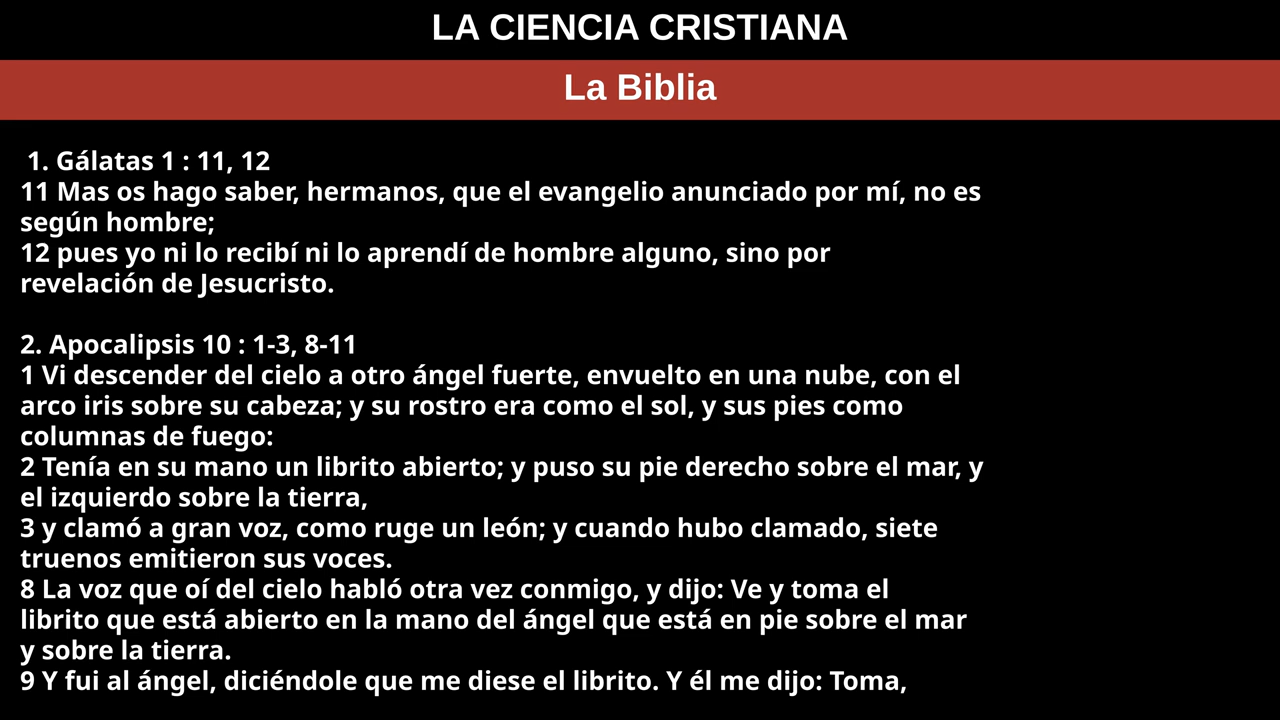 LA CIENCIA CRISTIANA
La Biblia
1. Gálatas 1 : 11, 12
11 Mas os hago saber, hermanos, que el evangelio anunciado por mí, no es
según hombre;
12 pues yo ni lo recibí ni lo aprendí de hombre alguno, sino por
revelación de Jesucristo.
2. Apocalipsis 10 : 1-3, 8-11
1 Vi descender del cielo a otro ángel fuerte, envuelto en una nube, con el
arco iris sobre su cabeza; y su rostro era como el sol, y sus pies como
columnas de fuego:
2 Tenía en su mano un librito abierto; y puso su pie derecho sobre el mar, y
el izquierdo sobre la tierra,
3 y clamó a gran voz, como ruge un león; y cuando hubo clamado, siete
truenos emitieron sus voces.
8 La voz que oí del cielo habló otra vez conmigo, y dijo: Ve y toma el
librito que está abierto en la mano del ángel que está en pie sobre el mar
y sobre la tierra.
9 Y fui al ángel, diciéndole que me diese el librito. Y él me dijo: Toma,